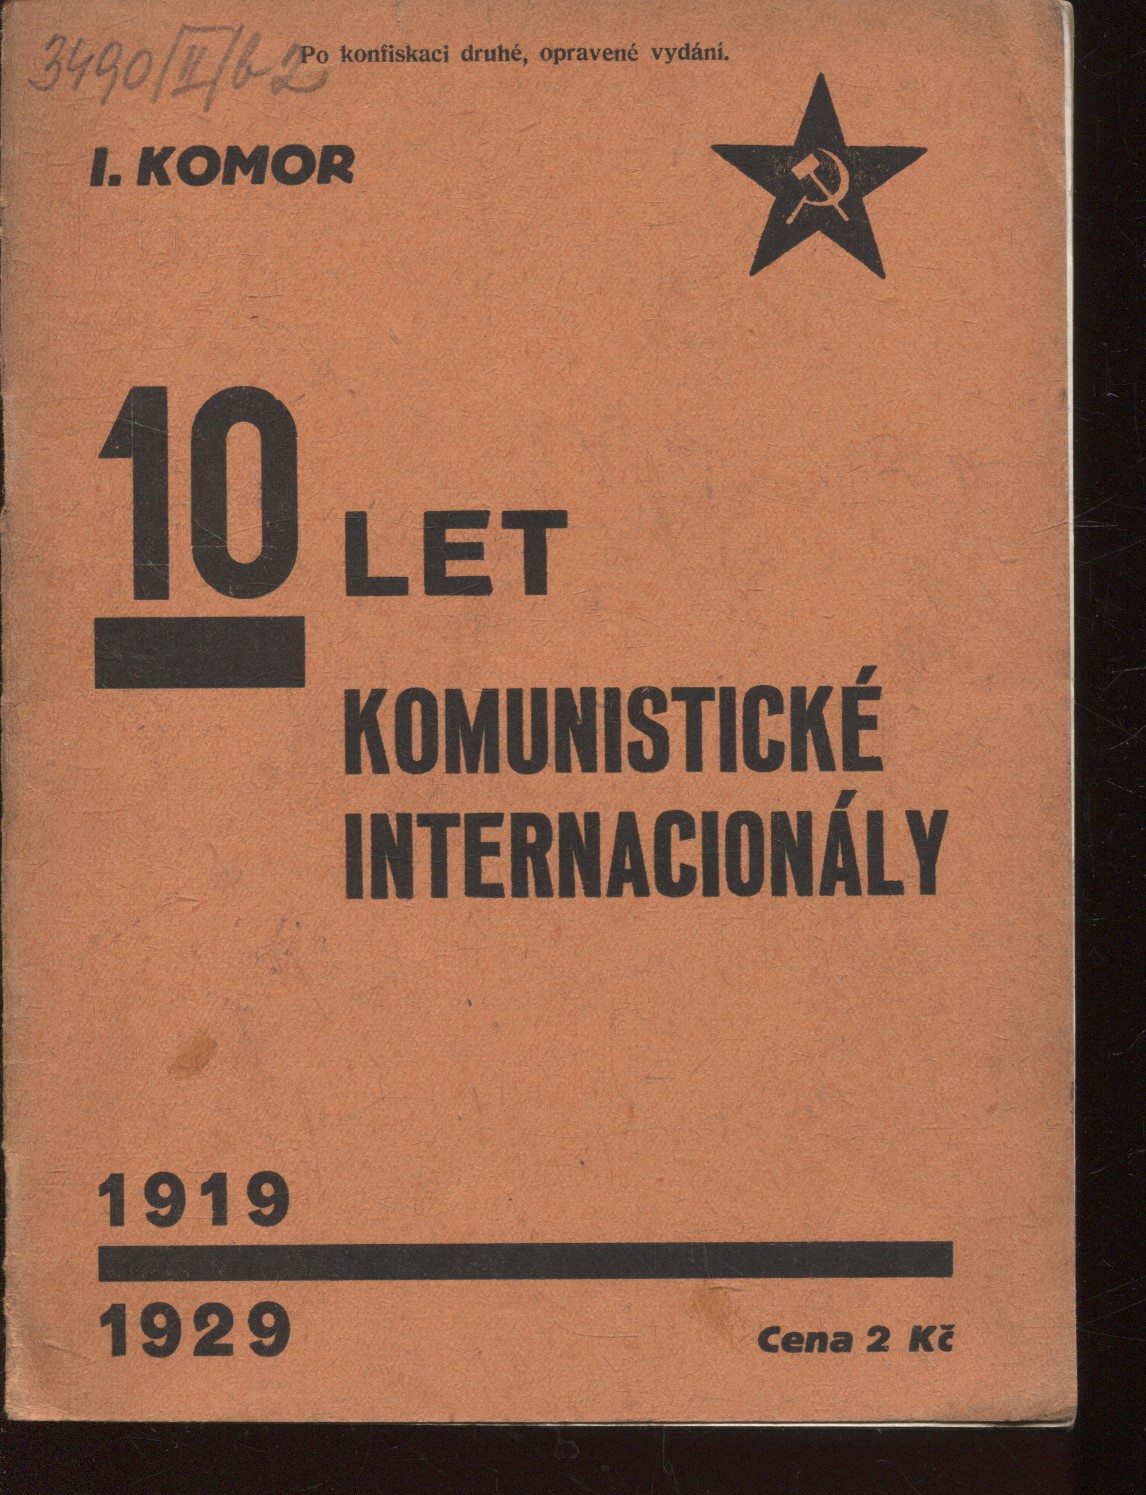 3490/II/b2
Po konfiskaci druhé, opravené vydání.
I. KOMOR
10 LET
KOMUNISTICKÉ
INTERNACIONÁLY
1919
1929
Cena 2 Kč